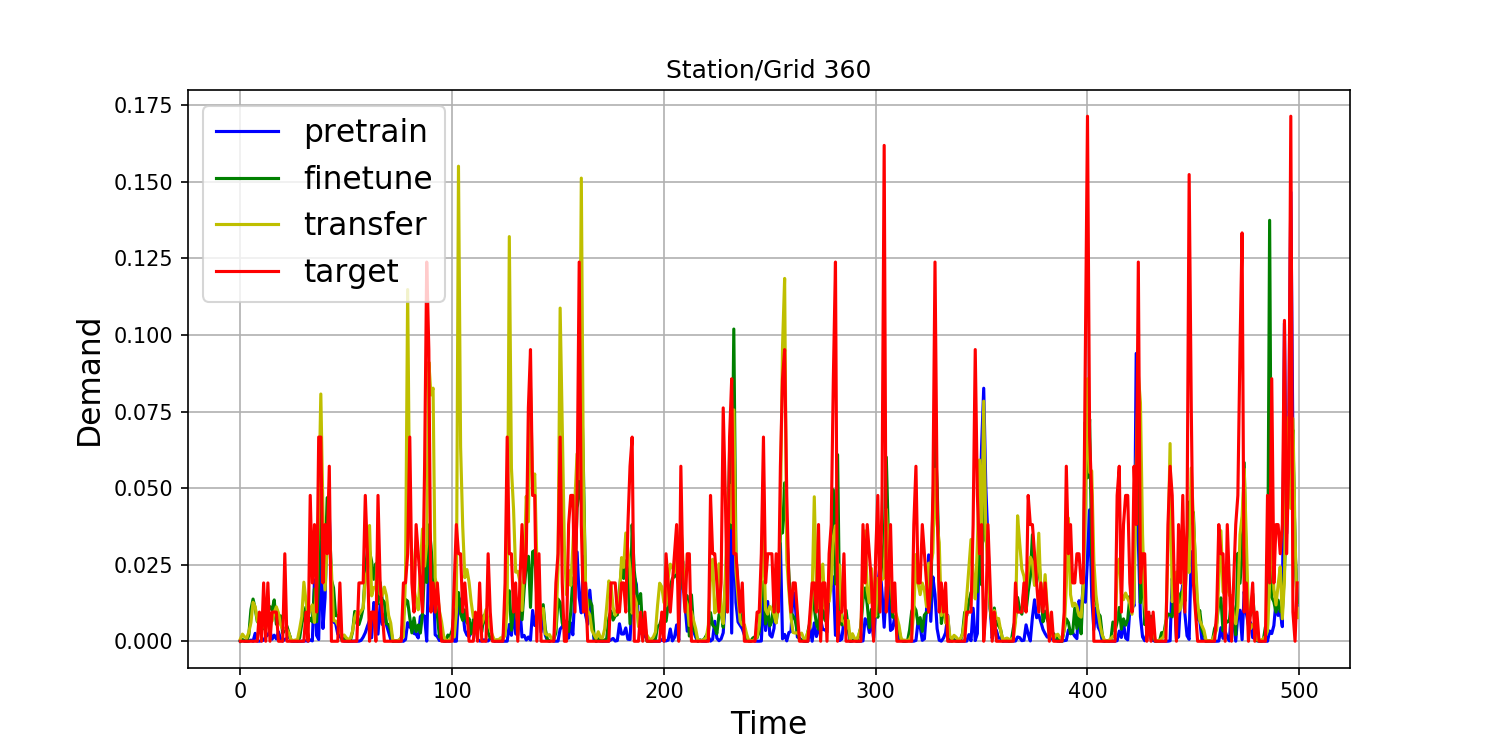 Station/Grid 360
0.175
0.150
0.125
0.100
0.075
0.050
0.025
0.000
Demand
pretrain
finetune
transfer
target
0 100 200 300 400 500
Time